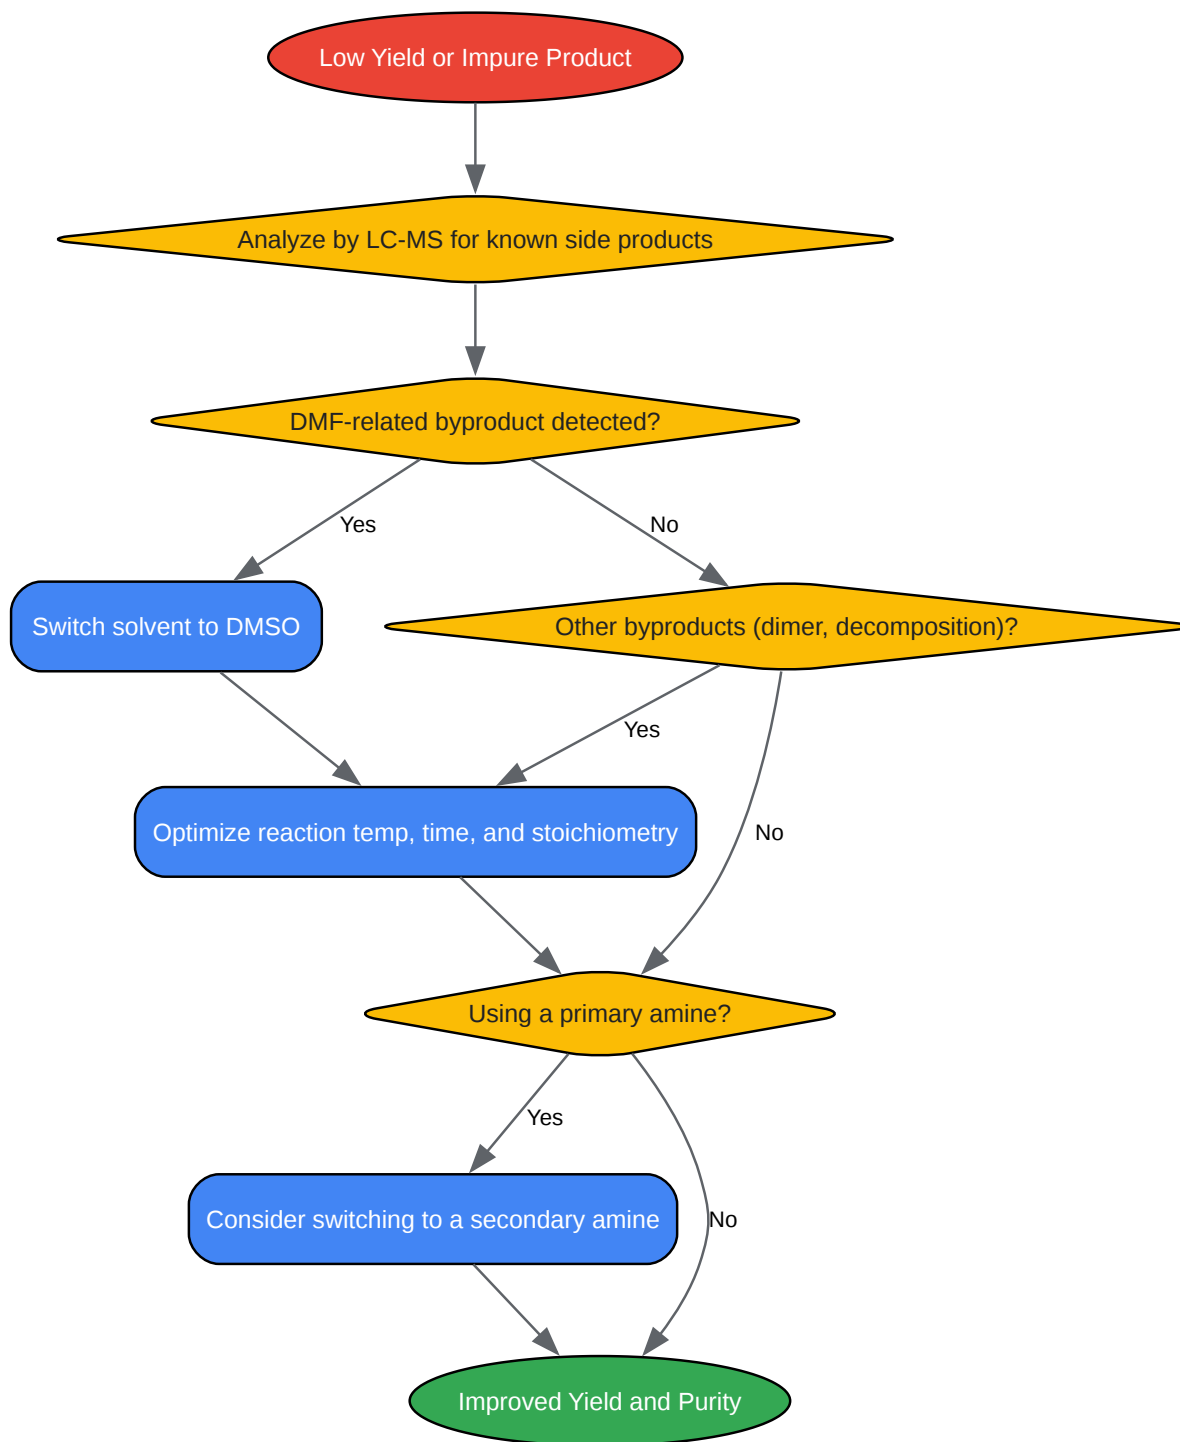 Low Yield or Impure Product
Analyze by LC-MS for known side products
DMF-related byproduct detected?
Yes
No
Switch solvent to DMSO
Other byproducts (dimer, decomposition)?
Yes
Optimize reaction temp, time, and stoichiometry
No
Using a primary amine?
Yes
Consider switching to a secondary amine
No
Improved Yield and Purity